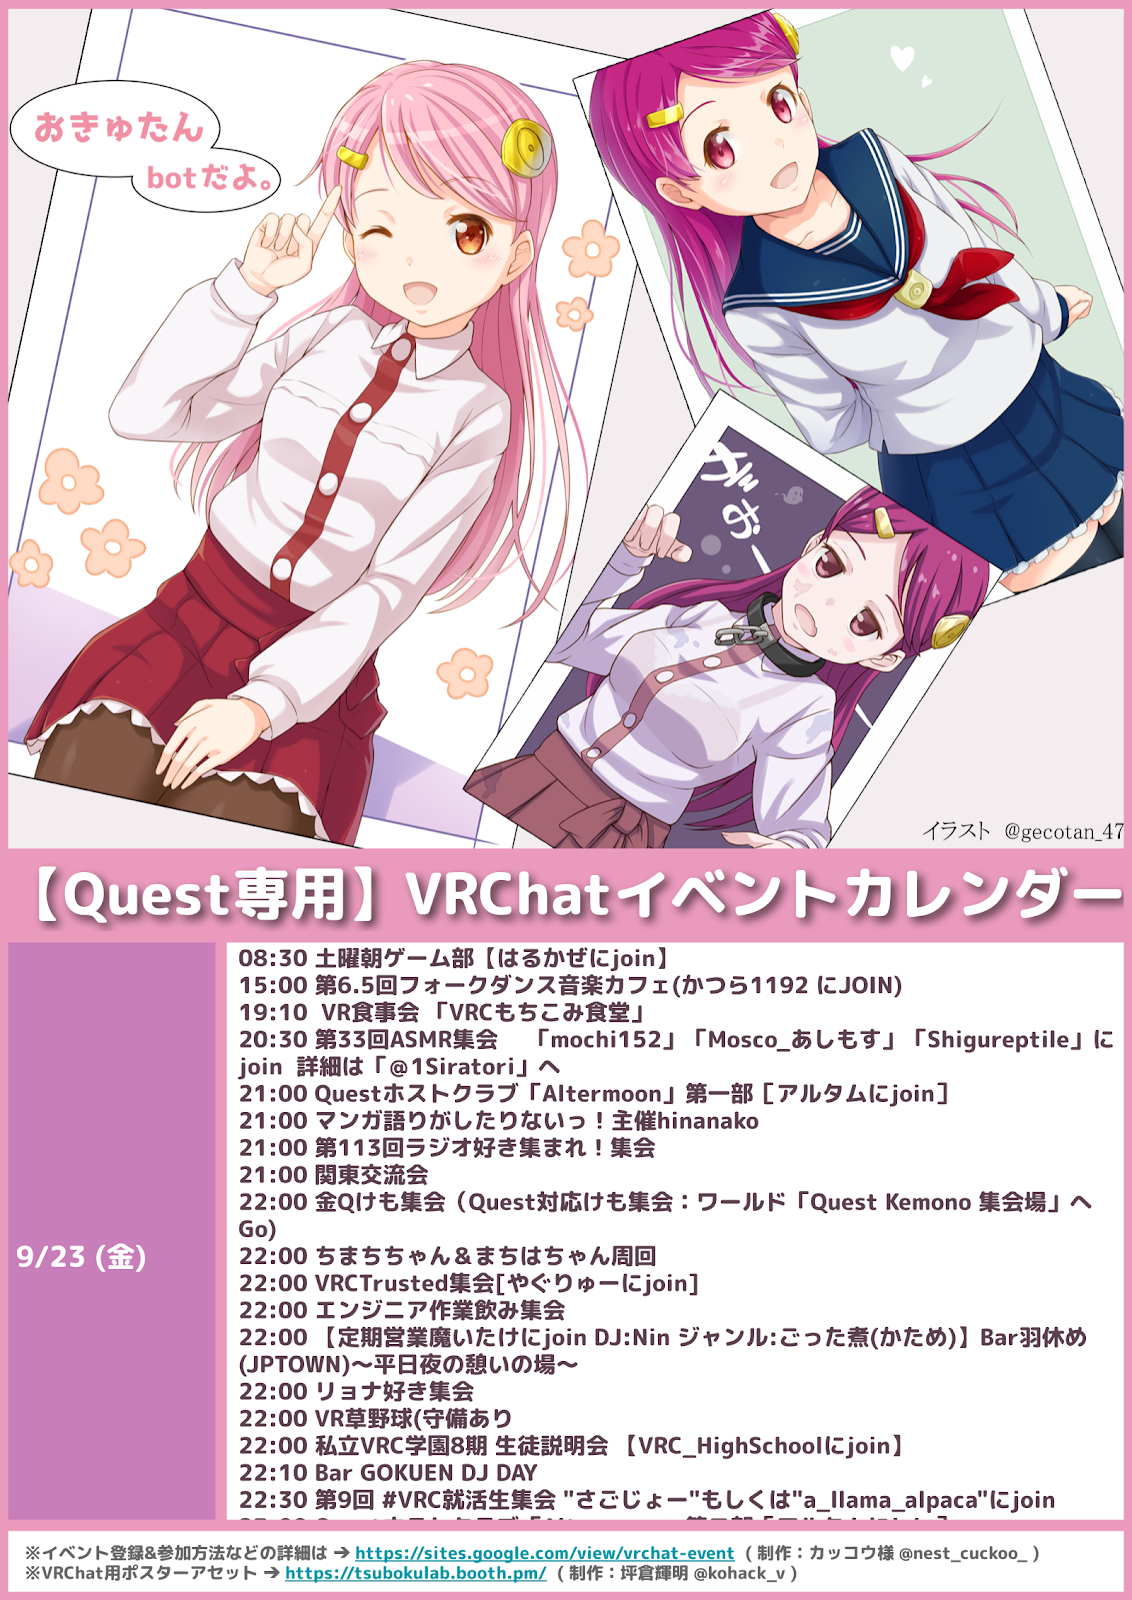 おきゅたん
botだよ。
がおー
イラスト @gecotan_47
【Quest専用】VRChatイベントカレンダー
9/23 (金)
08:30 土曜朝ゲーム部【はるかぜにjoin】
15:00 第6.5回フォークダンス音楽カフェ(かつら1192 にJOIN)
19:10 VR食事会 「VRCもちこみ食堂」
20:30 第33回ASMR集会 「mochi152」「Mosco_あしもす」「Shigureptile」に
join 詳細は「@1Siratori」へ
21:00 Questホストクラブ「Altermoon」第一部［アルタムにjoin］
21:00 マンガ語りがしたりないっ！主催hinanako
21:00 第113回ラジオ好き集まれ！集会
21:00 関東交流会
22:00 金Qけも集会（Quest対応けも集会：ワールド「Quest Kemono 集会場」へ
Go)
22:00 ちまちちゃん＆まちはちゃん周回
22:00 VRCTrusted集会[やぐりゅーにjoin]
22:00 エンジニア作業飲み集会
22:00 【定期営業魔いたけにjoin DJ:Nin ジャンル:ごった煮(かため)】Bar羽休め
(JPTOWN)～平日夜の憩いの場～
22:00 リョナ好き集会
22:00 VR草野球(守備あり
22:00 私立VRC学園8期 生徒説明会 【VRC_HighSchoolにjoin】
22:10 Bar GOKUEN DJ DAY
22:30 第9回 #VRC就活生集会 "さごじょー"もしくは"a_llama_alpaca"にjoin
※イベント登録&参加方法などの詳細は → https://sites.google.com/view/vrchat-event ( 制作：カッコウ様 @nest_cuckoo_ )
※VRChat用ポスターアセット → https://tsubokulab.booth.pm/ ( 制作：坪倉輝明 @kohack_v )